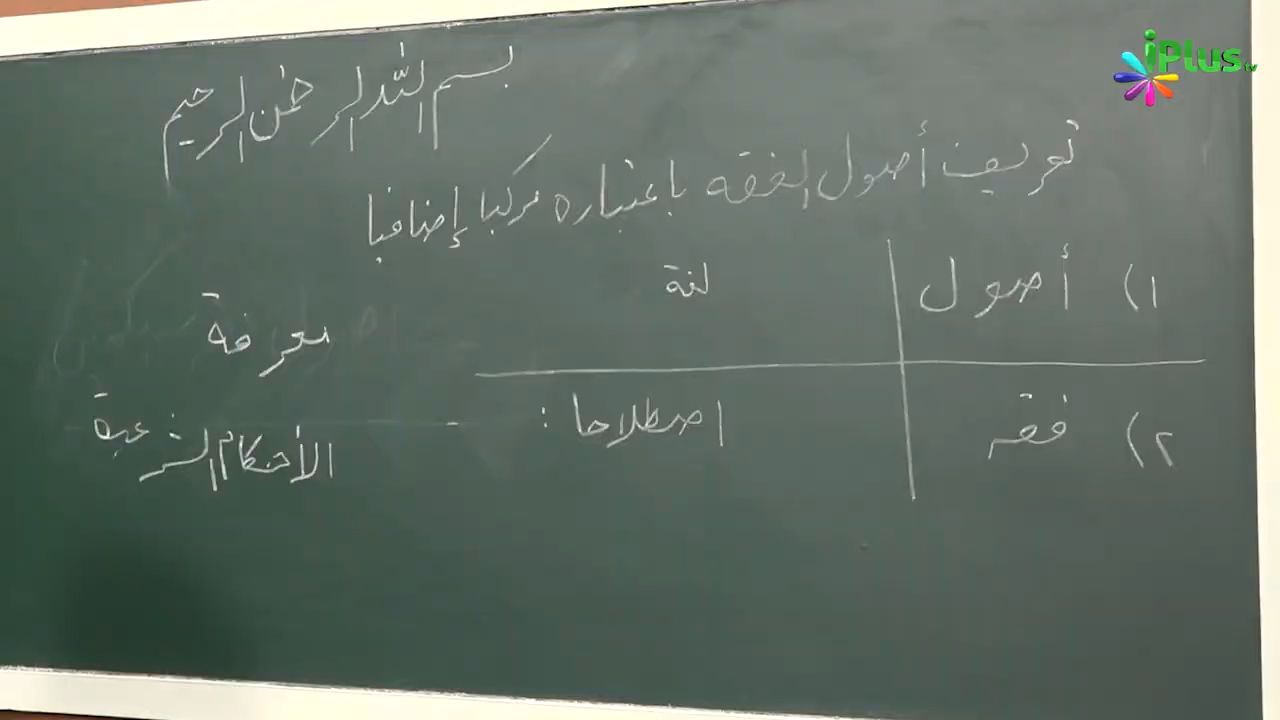 بسم الله الرحمن الرحيم
تعريف أصول الفقه باعتباره مركبا إضافيا
١) أصول
لغة
٢) فقه
اصطلاحا :
معرفة
الأحكام الشرعية
iPlus tv